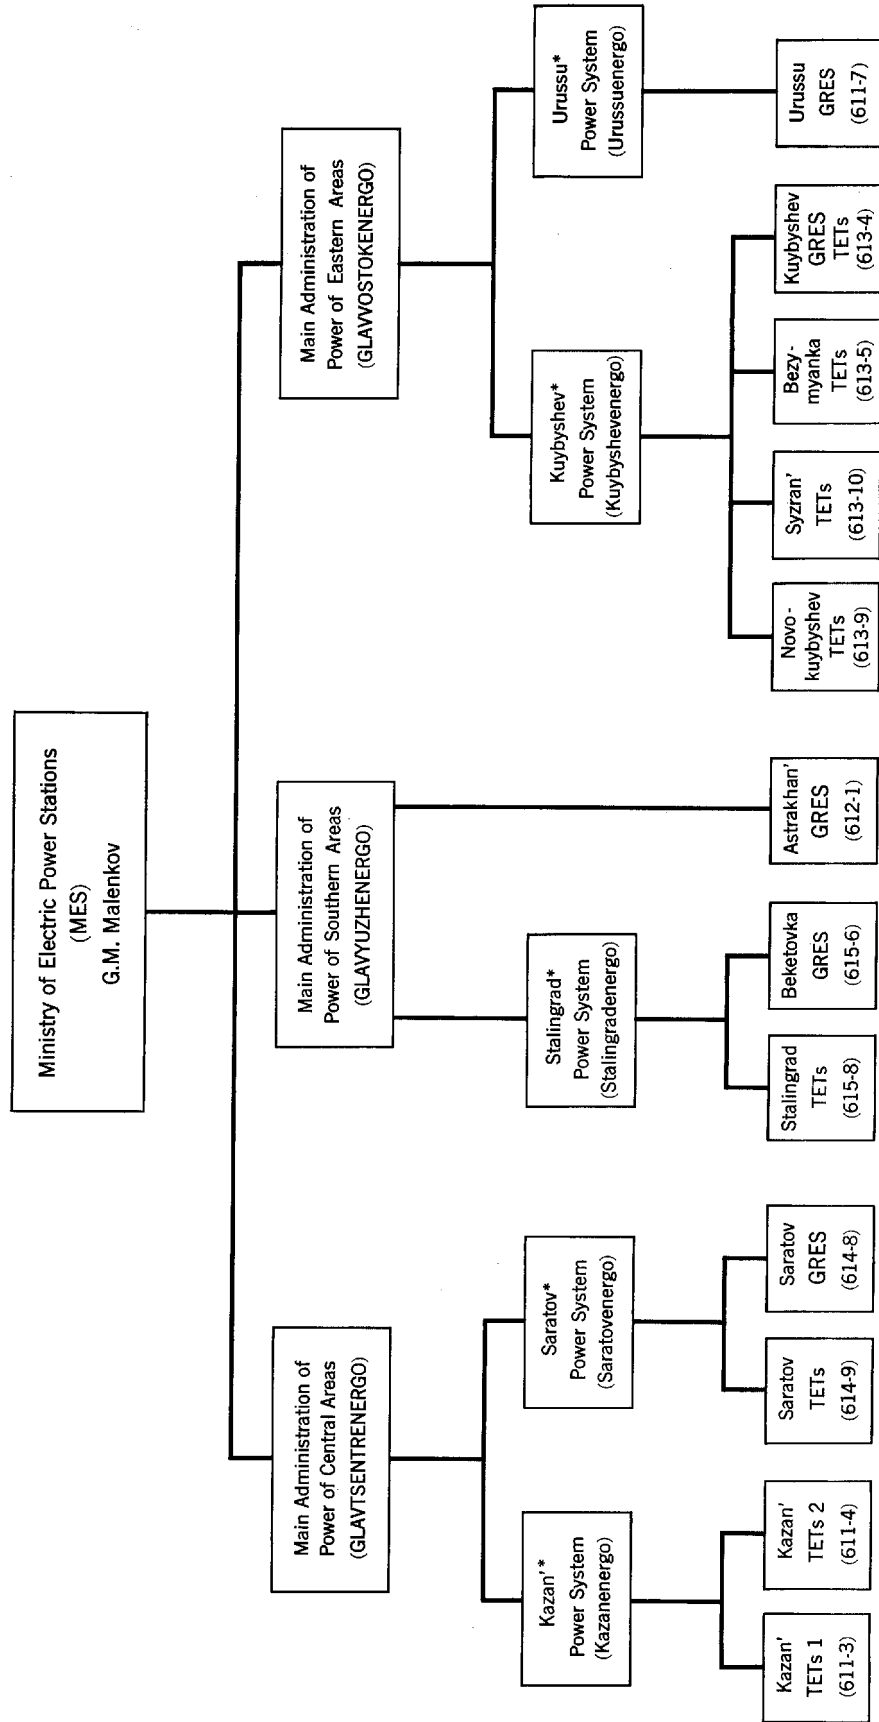 Ministry of Electric Power Stations
(MES)
G.M. Malenkov
Main Administration of
Power of Central Areas
(GLAVTSENTRENERGO)
Main Administration of
Power of Southern Areas
(GLAVYUZHENERGO)
Main Administration of
Power of Eastern Areas
(GLAVVOSTOKENERGO)
Kazan'*
Power System
(Kazanenergo)
Saratov*
Power System
(Saratovenergo)
Stalingrad*
Power System
(Stalingradenergo)
Kuybyshev*
Power System
(Kuybyshevenergo)
Urussu*
Power System
(Urussuenergo)
Kazan'
TETs 1
(611-3)
Kazan'
TETs 2
(611-4)
Saratov
TETs
(614-9)
Saratov
GRES
(614-8)
Stalingrad
TETs
(615-8)
Beketovka
GRES
(615-6)
Astrakhan'
GRES
(612-1)
Novo-
kuybyshev
TETs
(613-9)
Syzran'
TETs
(613-10)
Bezy-
myanka
TETs
(613-5)
Kuybyshev
GRES
TETs
(613-4)
Urussu
GRES
(611-7)